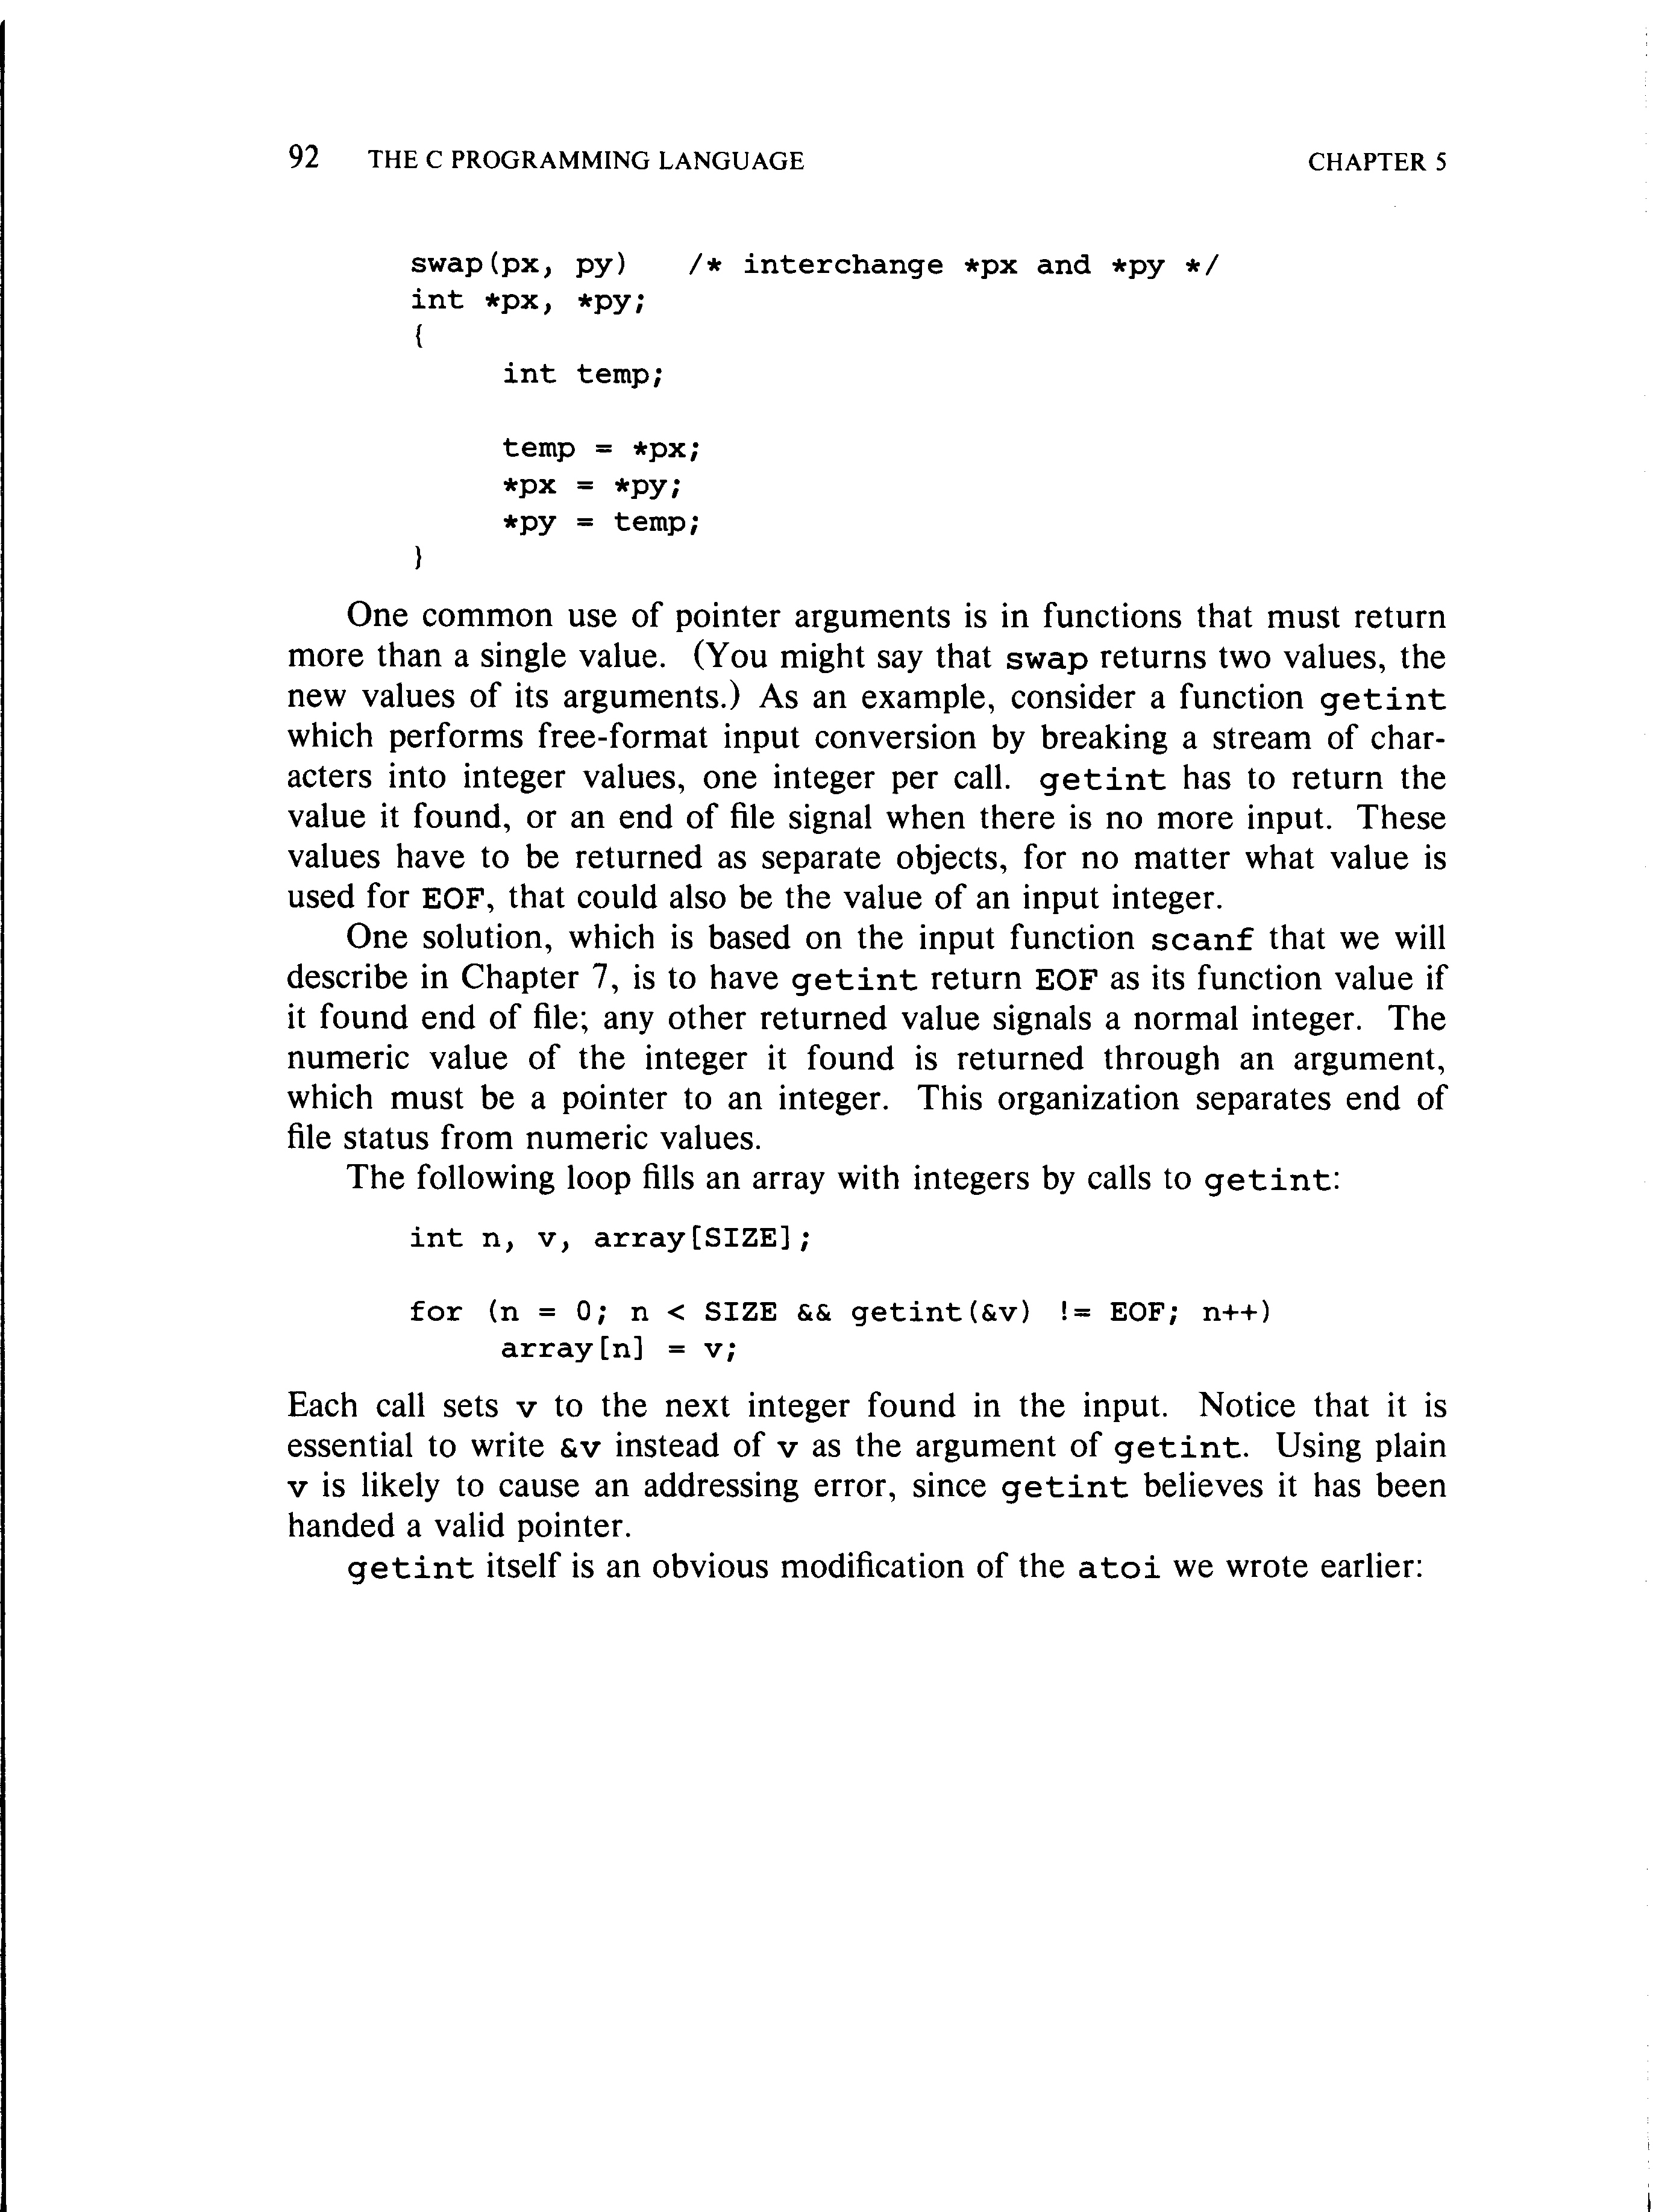 92 THE C PROGRAMMING LANGUAGE CHAPTER 5
swap(px, py) /* interchange *px and *py */
int *px, *py;
{
int temp;
temp = *px;
*px = *py;
*py = temp;
}
One common use of pointer arguments is in functions that must return
more than a single value. (You might say that swap returns two values, the
new values of its arguments.) As an example, consider a function getint
which performs free-format input conversion by breaking a stream of char-
acters into integer values, one integer per call. getint has to return the
value it found, or an end of file signal when there is no more input. These
values have to be returned as separate objects, for no matter what value is
used for EOF, that could also be the value of an input integer.
One solution, which is based on the input function scanf that we will
describe in Chapter 7, is to have getint return EOF as its function value if
it found end of file; any other returned value signals a normal integer. The
numeric value of the integer it found is returned through an argument,
which must be a pointer to an integer. This organization separates end of
file status from numeric values.
The following loop fills an array with integers by calls to getint:
int n, v, array[SIZE];
for (n = 0; n < SIZE && getint(&v) != EOF; n++)
array[n] = v;
Each call sets v to the next integer found in the input. Notice that it is
essential to write &v instead of v as the argument of getint. Using plain
v is likely to cause an addressing error, since getint believes it has been
handed a valid pointer.
getint itself is an obvious modification of the atoi we wrote earlier: